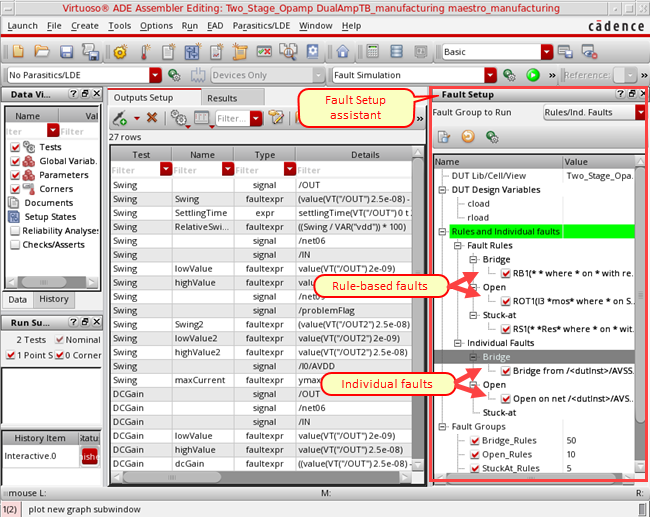 Virtuoso® ADE Assembler Editing: Two_Stage_Opamp DualAmpTB_manufacturing maestro_manufacturing
Launch File Create Tools Options Run EAD Parasitics/LDE Window Help
cādence
Basic
No Parasitics/LDE
Devices Only
Fault Simulation
Reference:
Data Vi...
Name Val
Filter Filter
Tests
Global Variab...
Parameters
Corners
Documents
Setup States
Reliability Analyses
Checks/Asserts
Data History
Run Su...
2 Tests Nominal
1 Point S 0 Corner
History Item Statu
Interactive.0
Outputs Setup Results
Filter...
27 rows
Test Name Type Details
Filter Filter Filter Filter
Swing signal /OUT
Swing Swing faultexpr (value(VT("/OUT") 2.5e-08) -
Swing SettlingTime expr settlingTime(VT("/OUT") 0 t
Swing RelativeSwi... faultexpr ((Swing / VAR("vdd")) * 100)
Swing signal /net06
Swing signal /IN
Swing lowValue faultexpr value(VT("/OUT") 2e-09)
Swing highValue
Swing signal
Swing signal /problemFlag
Swing Swing2 faultexpr (value(VT("/OUT2") 2.5e-08)
Swing lowValue2 faultexpr value(VT("/OUT2") 2e-09)
Swing highValue2 faultexpr value(VT("/OUT2") 2.5e-08)
Swing signal /I0/AVDD
Swing maxCurrent
DCGain signal /OUT
DCGain signal /net06
DCGain signal /IN
DCGain lowValue faultexpr value(VT("/OUT") 2e-09)
DCGain highValue faultexpr value(VT("/OUT") 2.5e-08)
DCGain dcGain faultexpr ((value(VT("/OUT") 2.5e-08) -
Fault Setup
assistant
Rule-based faults
Individual faults
Fault Setup
Fault Group to Run Rules/Ind. Faults
Name Value
DUT Lib/Cell/View Two_Stage_Opa
DUT Design Variables
cload
rload
Rules and Individual faults
Fault Rules
Bridge
RB1(* * where * on * with re
Open
ROT1(I3 *mos* where * on S
Stuck-at
RS1(* *Res* where * on * wit
Individual Faults
Bridge
Bridge from /<dutInst>/AVSS
Open
Open on net /<dutInst>/AVS
Stuck-up
Fault Groups
Bridge_Rules 50
Open_Rules 10
StuckAt_Rules 5
mouse L: M: R:
1(2) plot new graph subwindow